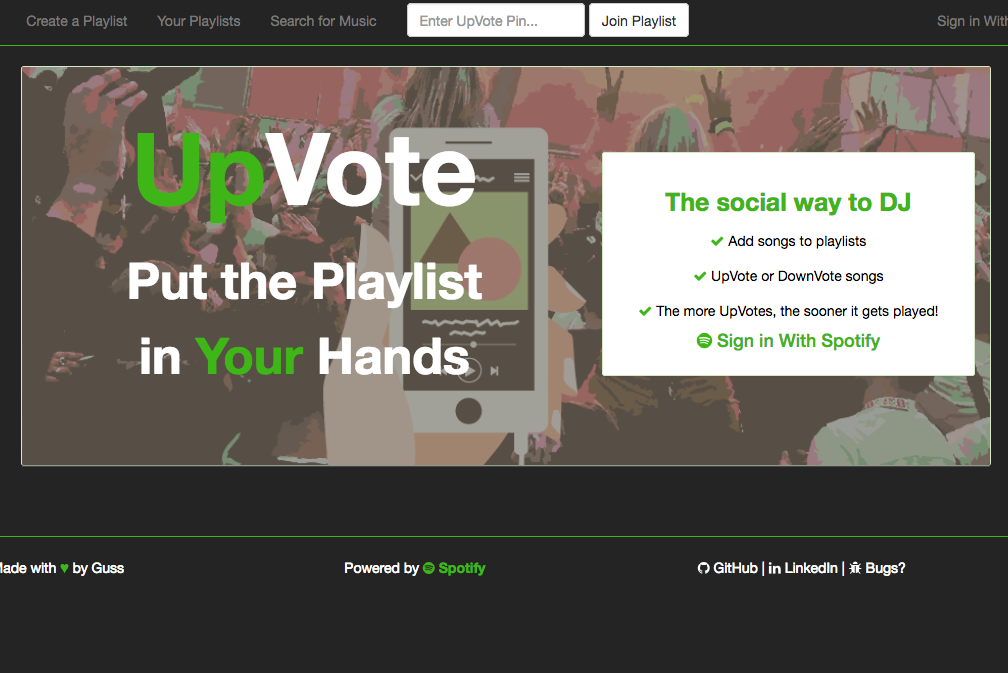 Create a Playlist Your Playlists Search for Music Enter UpVote Pin... Join Playlist Sign in With
UpVote
Put the Playlist
in Your Hands
The social way to DJ
Add songs to playlists
UpVote or DownVote songs
The more UpVotes, the sooner it gets played!
Sign in With Spotify
Made with ♥ by Guss Powered by Spotify GitHub | in LinkedIn | Bugs?